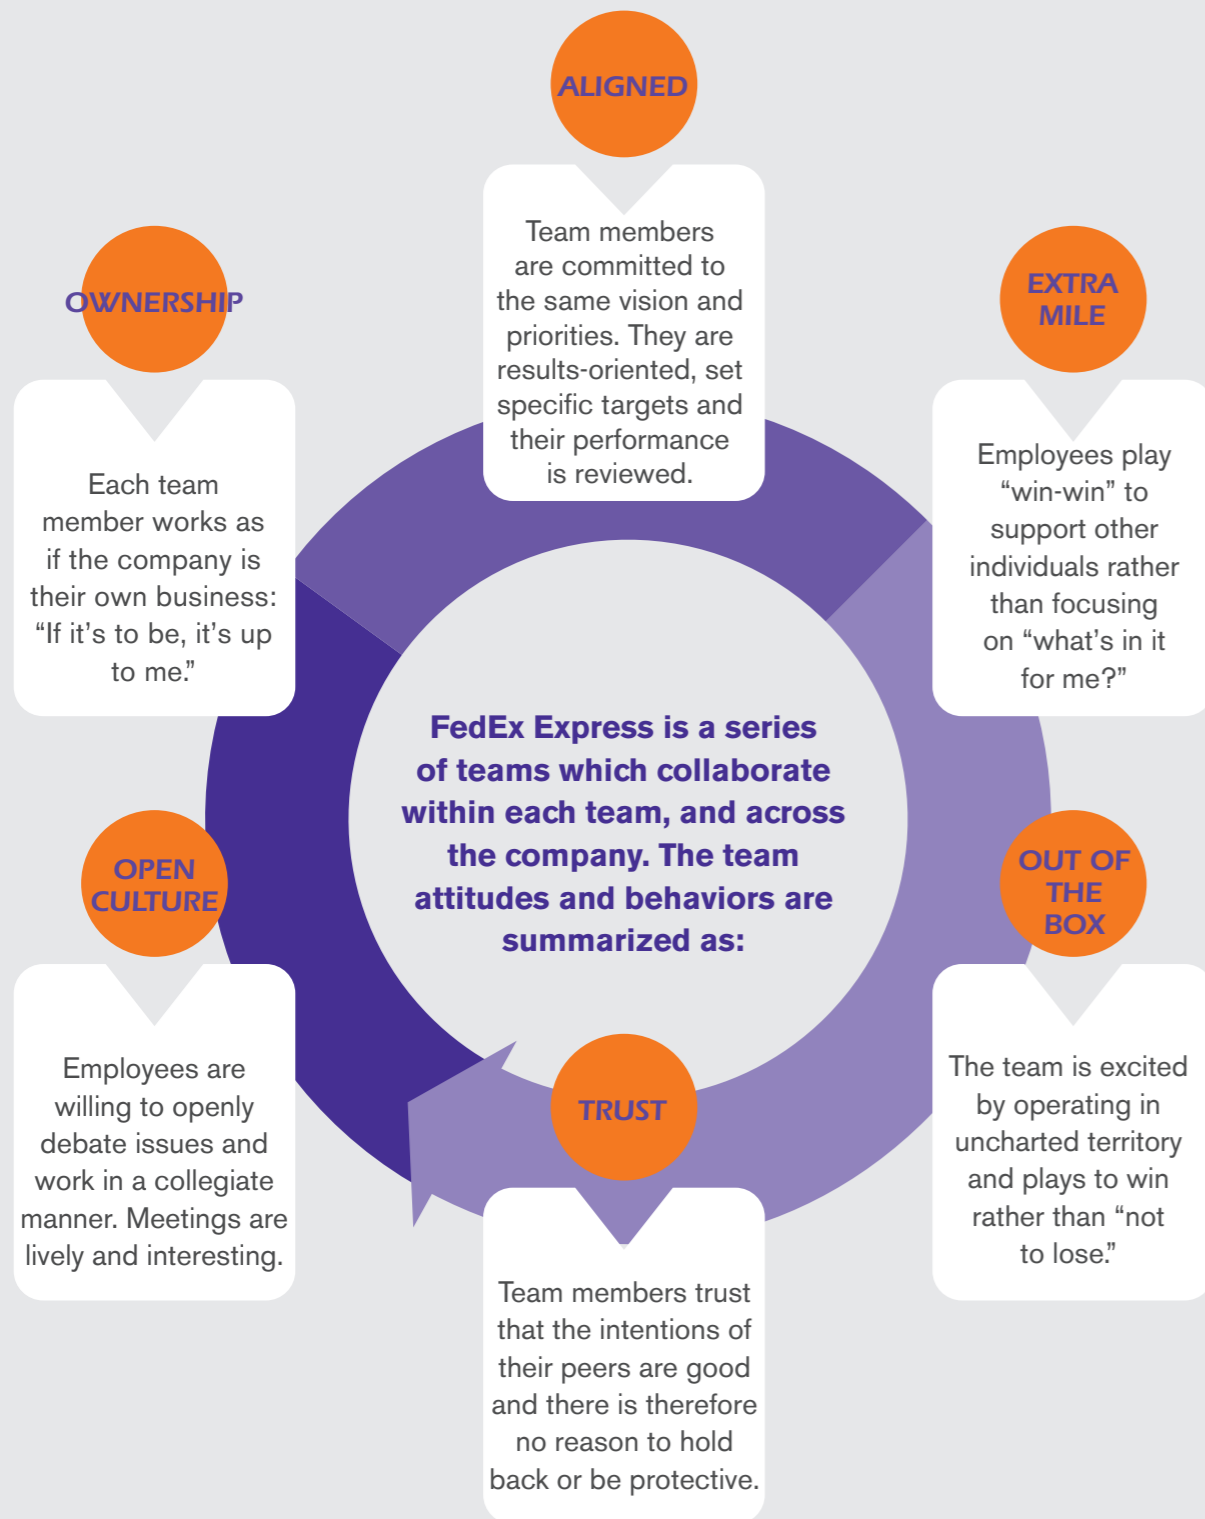 ALIGNED
Team members
are committed to
the same vision and
priorities. They are
results-oriented, set
specific targets and
their performance
is reviewed.
EXTRA
MILE
Employees play
“win-win” to
support other
individuals rather
than focusing
on “what’s in it
for me?”
OUT OF
THE
BOX
The team is excited
by operating in
uncharted territory
and plays to win
rather than “not
to lose.”
TRUST
Team members trust
that the intentions of
their peers are good
and there is therefore
no reason to hold
back or be protective.
OPEN
CULTURE
Employees are
willing to openly
debate issues and
work in a collegiate
manner. Meetings are
lively and interesting.
OWNERSHIP
Each team
member works as
if the company is
their own business:
“If it’s to be, it’s up
to me.”
FedEx Express is a series
of teams which collaborate
within each team, and across
the company. The team
attitudes and behaviors are
summarized as: